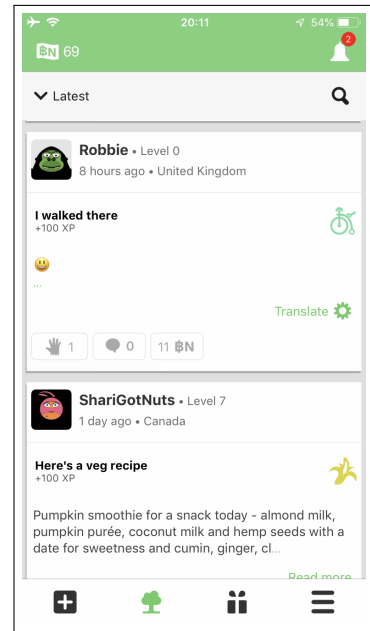 20:11
54%
฿N 69
2
Latest
Robbie • Level 0
8 hours ago • United Kingdom
I walked there
+100 XP
...
Translate
1
0
11 ฿N
ShariGotNuts • Level 7
1 day ago • Canada
Here's a veg recipe
+100 XP
Pumpkin smoothie for a snack today - almond milk,
pumpkin purée, coconut milk and hemp seeds with a
date for sweetness and cumin, ginger, cl...
Read more